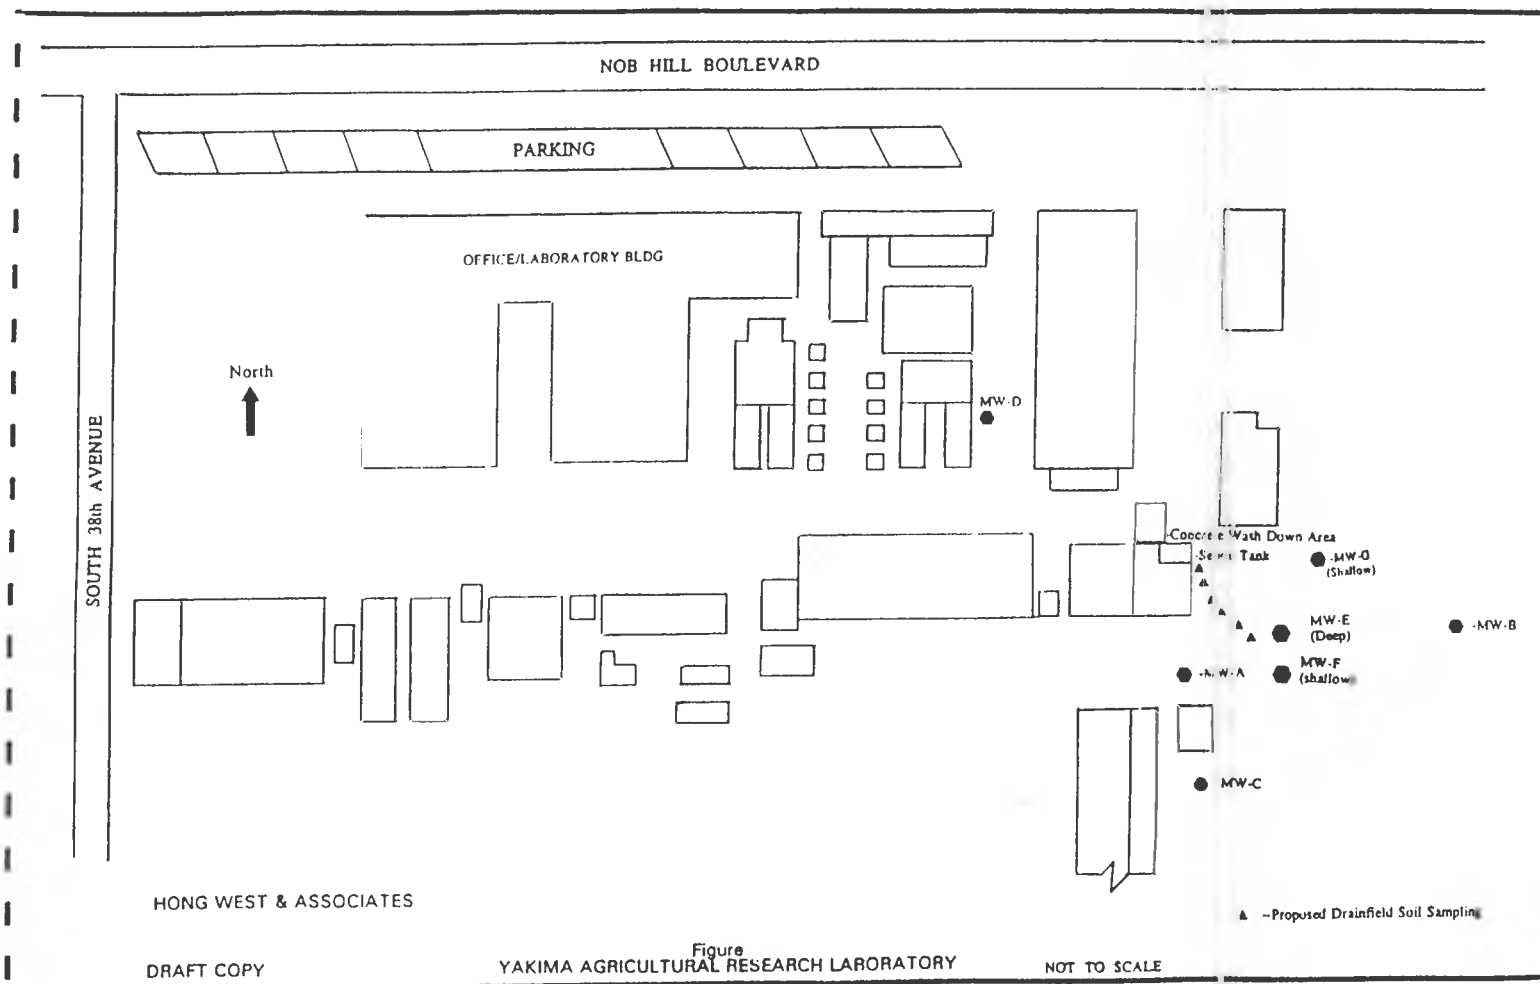 NOB HILL BOULEVARD
PARKING
OFFICE/LABORATORY BLDG
North
SOUTH 38th AVENUE
MW-D
-Concrete Wash Down Area
Tank
-MW-G
(Shallow)
MW-E
(Deep)
-MW-B
MW-F
(shallow
-MW-A
MW-C
HONG WEST & ASSOCIATES
-Proposed Drainfield Soil Sampling
DRAFT COPY
Figure
YAKIMA AGRICULTURAL RESEARCH LABORATORY
NOT TO SCALE